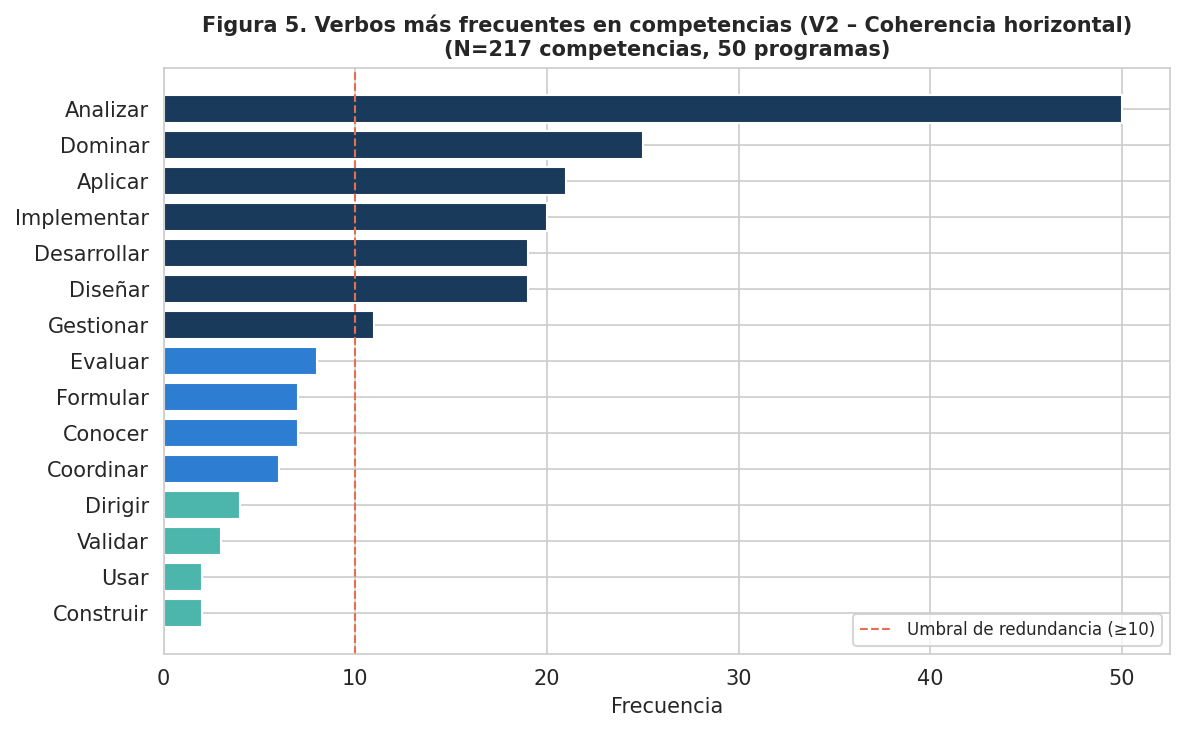 Figura 5. Verbos más frecuentes en competencias (V2 – Coherencia horizontal)
(N=217 competencias, 50 programas)
Analizar
Dominar
Aplicar
Implementar
Desarrollar
Diseñar
Gestionar
Evaluar
Formular
Conocer
Coordinar
Dirigir
Validar
Usar
Construir
Umbral de redundancia (≥10)
0 10 20 30 40 50
Frecuencia